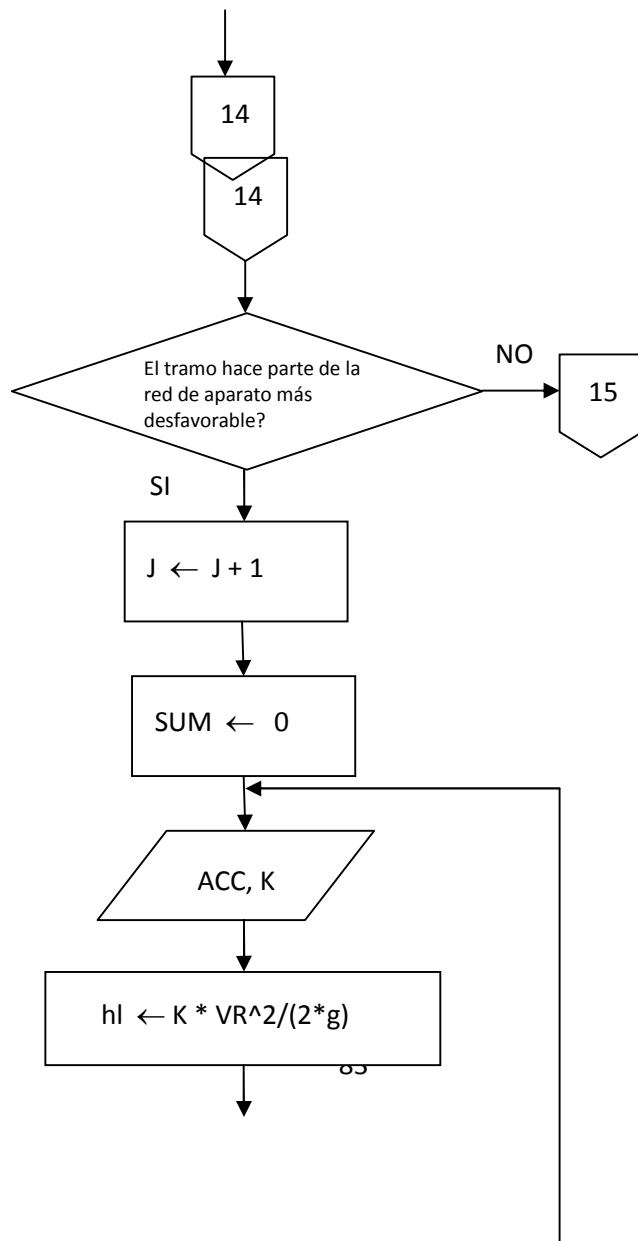 14
14
El tramo hace parte de la
red de aparato más
desfavorable?
NO
15
SI
J ← J + 1
SUM ← 0
ACC, K
hl ← K * VR^2/(2*g)